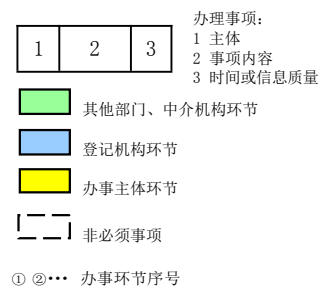 办理事项：
1 主体
2 事项内容
3 时间或信息质量
1 2 3
其他部门、中介机构环节
登记机构环节
办事主体环节
非必须事项
① ②··· 办事环节序号